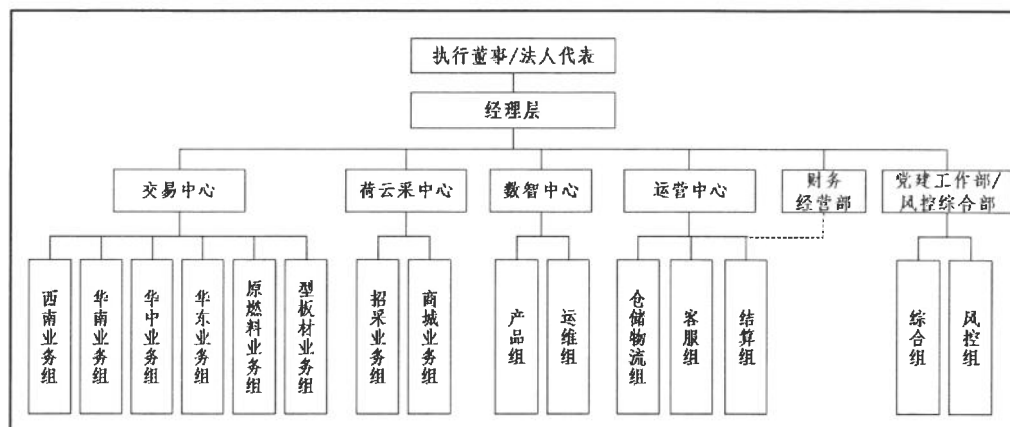 执行董事/法人代表
经理层
交易中心
荷云采中心
数智中心
运营中心
财务
经营部
党建工作部/
风控综合部
西南业务组
华南业务组
华中业务组
华东业务组
原燃料业务组
型板材业务组
招采业务组
商城业务组
产品组
运维组
仓储物流组
客服组
结算组
综合组
风控组